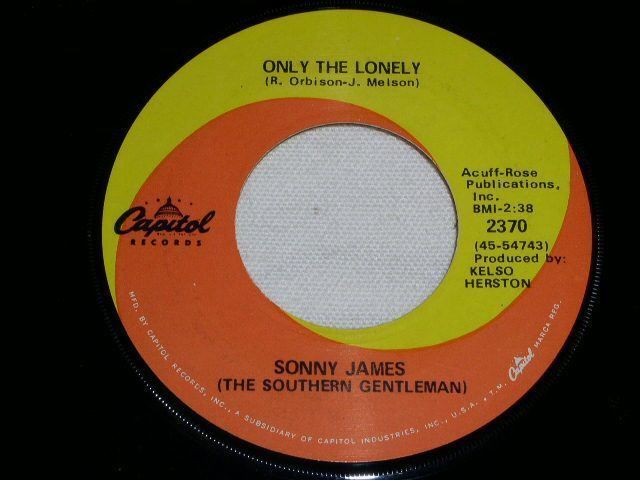 ONLY THE LONELY
(R. Orbison-J. Melson)
Capitol
RECORDS
Acuff-Rose
Publications,
Inc.
BMI-2:38
2370
(45-54743)
Produced by:
KELSO
HERSTON
SONNY JAMES
(THE SOUTHERN GENTLEMAN)
MFD. BY CAPITOL RECORDS, INC., A SUBSIDIARY OF CAPITOL INDUSTRIES, INC., U.S.A. • T.M. Capitol MARCA REG.